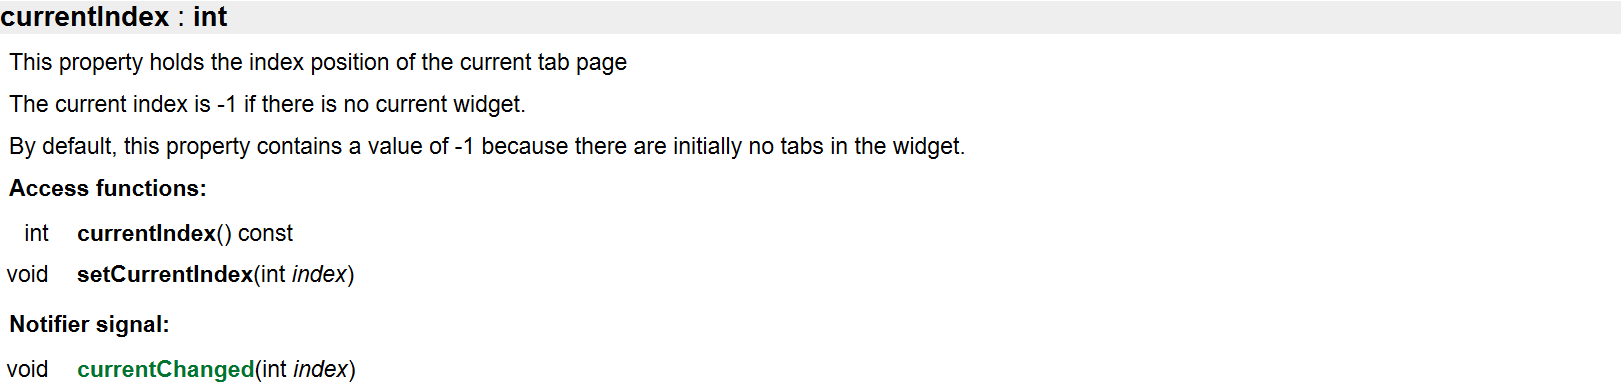 currentIndex : int
This property holds the index position of the current tab page
The current index is -1 if there is no current widget.
By default, this property contains a value of -1 because there are initially no tabs in the widget.
Access functions:
int currentIndex() const
void setCurrentIndex(int index)
Notifier signal:
void currentChanged(int index)